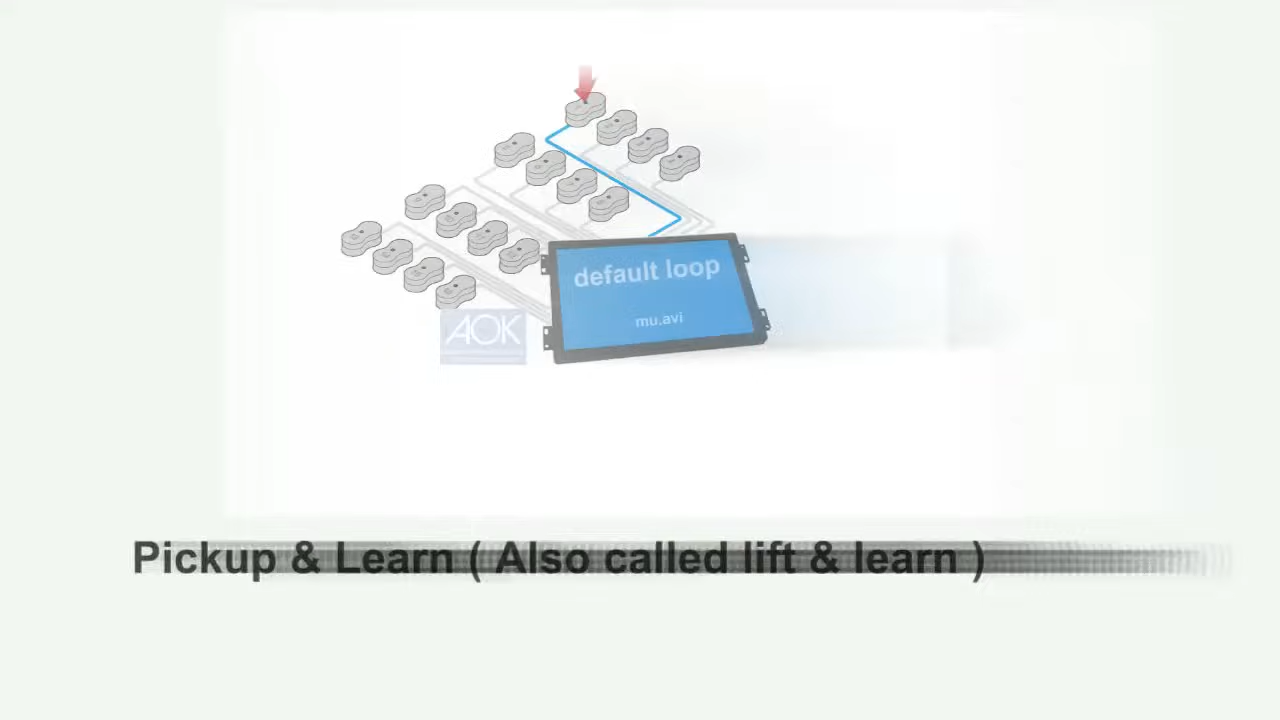 default loop
mu.avi
AOK
Pickup & Learn ( Also called lift & learn )